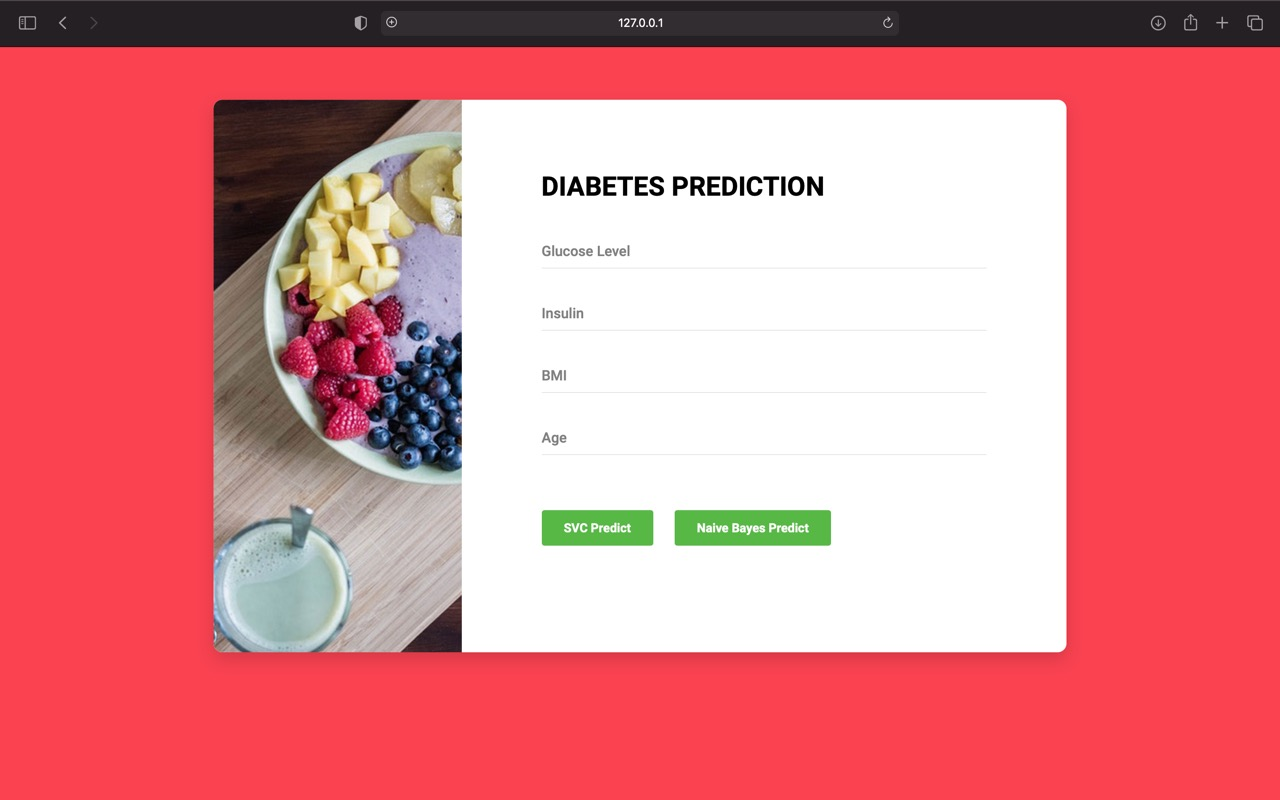 127.0.0.1
DIABETES PREDICTION
Glucose Level
Insulin
BMI
Age
SVC Predict
Naive Bayes Predict